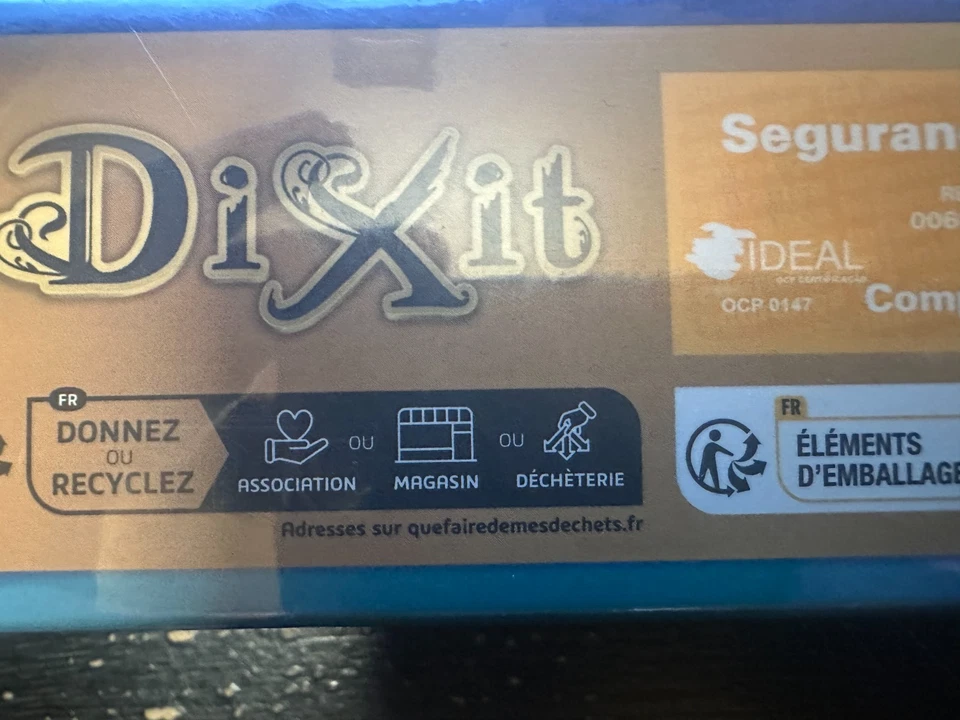 Dixit
Seguran
IDEAL
OCP 0147
Comp
FR
DONNEZ
OU
RECYCLEZ
ASSOCIATION
OU
MAGASIN
OU
DÉCHÈTERIE
Adresses sur quefairedemesdechets.fr
FR
ÉLÉMENTS
D'EMBALLAGE